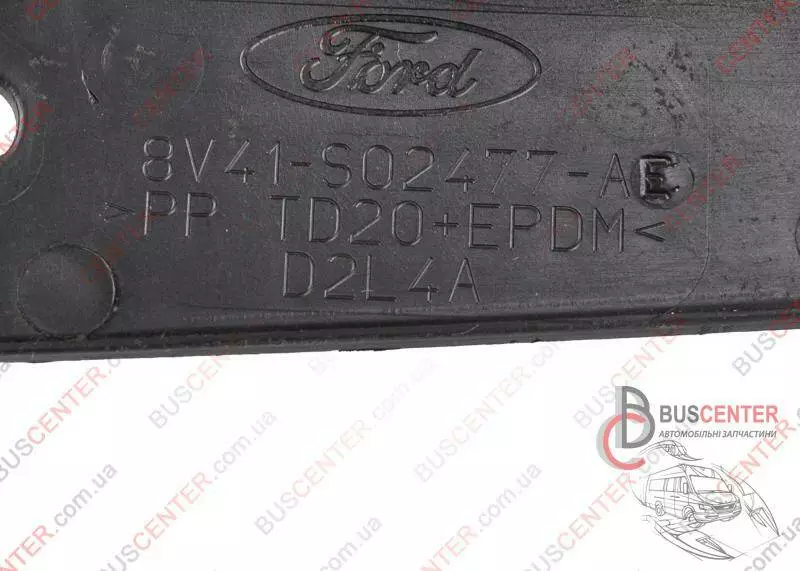 Ford
8V41-S02477-AE
>PP TD20+EPDM<
D2L4A
BUSCENTER
АВТОМОБІЛЬНІ ЗАПЧАСТИНИ
BUSCENTER.com.ua